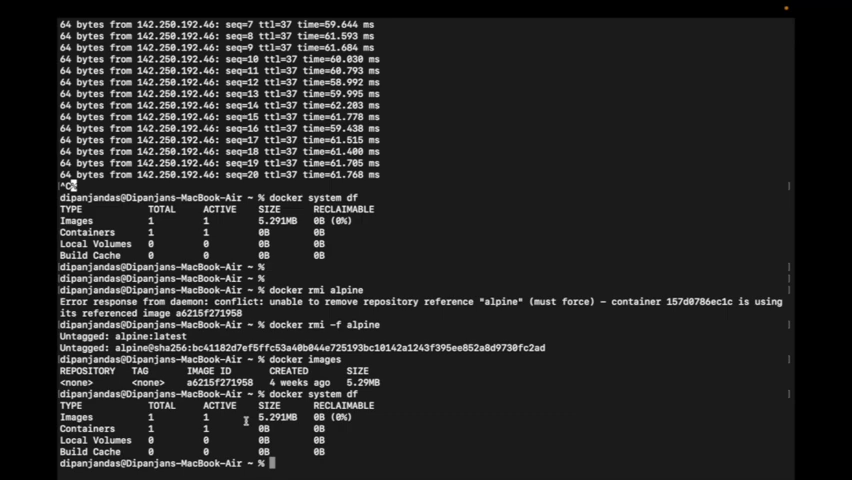 64 bytes from 142.250.192.46: seq=7 ttl=37 time=59.644 ms
64 bytes from 142.250.192.46: seq=8 ttl=37 time=61.593 ms
64 bytes from 142.250.192.46: seq=9 ttl=37 time=61.684 ms
64 bytes from 142.250.192.46: seq=10 ttl=37 time=60.030 ms
64 bytes from 142.250.192.46: seq=11 ttl=37 time=60.793 ms
64 bytes from 142.250.192.46: seq=12 ttl=37 time=58.992 ms
64 bytes from 142.250.192.46: seq=13 ttl=37 time=59.995 ms
64 bytes from 142.250.192.46: seq=14 ttl=37 time=62.203 ms
64 bytes from 142.250.192.46: seq=15 ttl=37 time=61.778 ms
64 bytes from 142.250.192.46: seq=16 ttl=37 time=59.438 ms
64 bytes from 142.250.192.46: seq=17 ttl=37 time=61.515 ms
64 bytes from 142.250.192.46: seq=18 ttl=37 time=61.400 ms
64 bytes from 142.250.192.46: seq=19 ttl=37 time=61.705 ms
64 bytes from 142.250.192.46: seq=20 ttl=37 time=61.768 ms
^C%
dipanjandas@Dipanjans-MacBook-Air ~ % docker system df
TYPE TOTAL ACTIVE SIZE RECLAIMABLE
Images 1 1 5.291MB 0B (0%)
Containers 1 1 0B 0B
Local Volumes 0 0 0B 0B
Build Cache 0 0 0B 0B
dipanjandas@Dipanjans-MacBook-Air ~ %
dipanjandas@Dipanjans-MacBook-Air ~ %
dipanjandas@Dipanjans-MacBook-Air ~ % docker rmi alpine
Error response from daemon: conflict: unable to remove repository reference "alpine" (must force) - container 157d0786ec1c is using
its referenced image a6215f271958
dipanjandas@Dipanjans-MacBook-Air ~ % docker rmi -f alpine
Untagged: alpine:latest
Untagged: alpine@sha256:bc41182d7ef5ffc53a40b044e725193bc10142a1243f395ee852a8d9730fc2ad
dipanjandas@Dipanjans-MacBook-Air ~ % docker images
REPOSITORY TAG IMAGE ID CREATED SIZE
<none> <none> a6215f271958 4 weeks ago 5.29MB
dipanjandas@Dipanjans-MacBook-Air ~ % docker system df
TYPE TOTAL ACTIVE SIZE RECLAIMABLE
Images 1 1 5.291MB 0B (0%)
Containers 1 1 0B 0B
Local Volumes 0 0 0B 0B
Build Cache 0 0 0B 0B
dipanjandas@Dipanjans-MacBook-Air ~ %